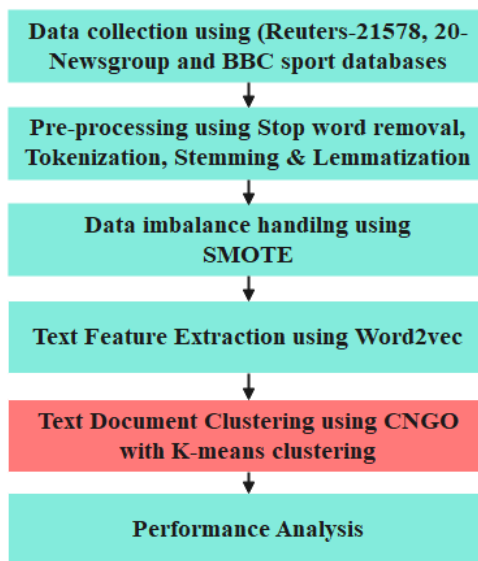 Data collection using (Reuters-21578, 20-
Newsgroup and BBC sport databases
Pre-processing using Stop word removal,
Tokenization, Stemming & Lemmatization
Data imbalance handilng using
SMOTE
Text Feature Extraction using Word2vec
Text Document Clustering using CNGO
with K-means clustering
Performance Analysis